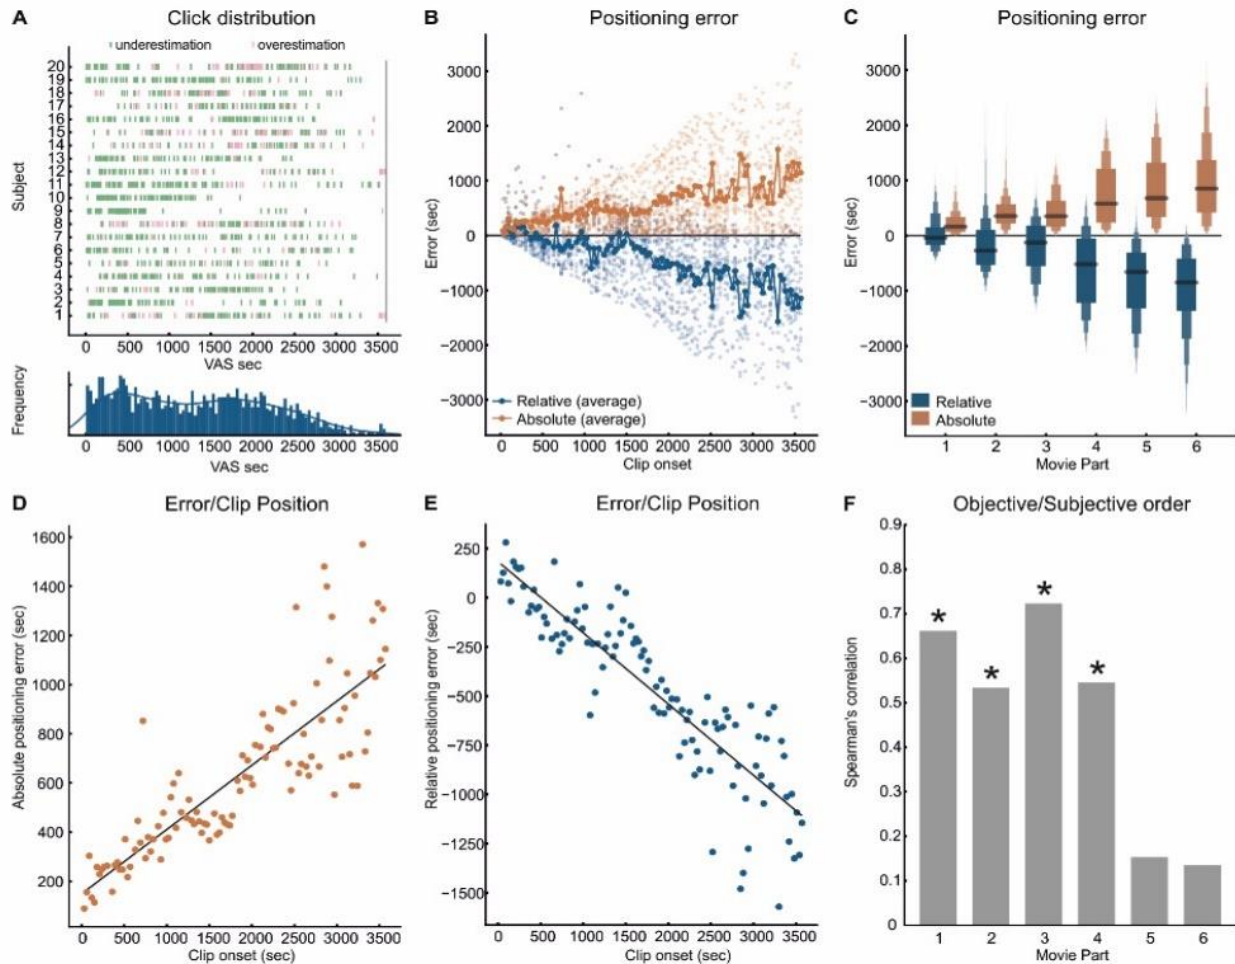 A Click distribution
underestimation overestimation
Subject
20
19
18
17
16
15
14
13
12
11
10
9
8
7
6
5
4
3
2
1
0 500 1000 1500 2000 2500 3000 3500
VAS sec
Frequency
0 500 1000 1500 2000 2500 3000 3500
VAS sec
B Positioning error
Error (sec)
3000
2000
1000
0
−1000
−2000
−3000
Relative (average)
Absolute (average)
0 500 1000 1500 2000 2500 3000 3500
Clip onset
C Positioning error
Error (sec)
3000
2000
1000
0
−1000
−2000
−3000
Relative
Absolute
1 2 3 4 5 6
Movie Part
D Error/Clip Position
Absolute positioning error (sec)
1600
1400
1200
1000
800
600
400
200
0 500 1000 1500 2000 2500 3000 3500
Clip onset (sec)
E Error/Clip Position
Relative positioning error (sec)
250
0
−250
−500
−750
−1000
−1250
−1500
0 500 1000 1500 2000 2500 3000 3500
Clip onset (sec)
F Objective/Subjective order
Spearman's correlation
0.9
0.8
0.7
0.6
0.5
0.4
0.3
0.2
0.1
0
* * * *
1 2 3 4 5 6
Movie Part